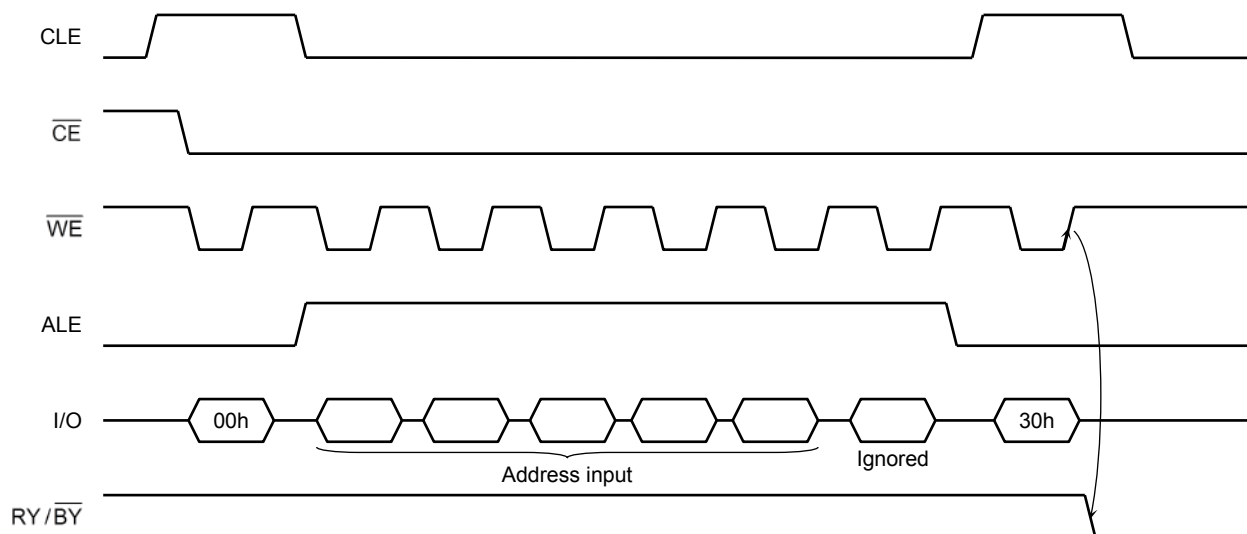 CLE
CE
WE
ALE
I/O
00h
30h
Address input
Ignored
RY/BY